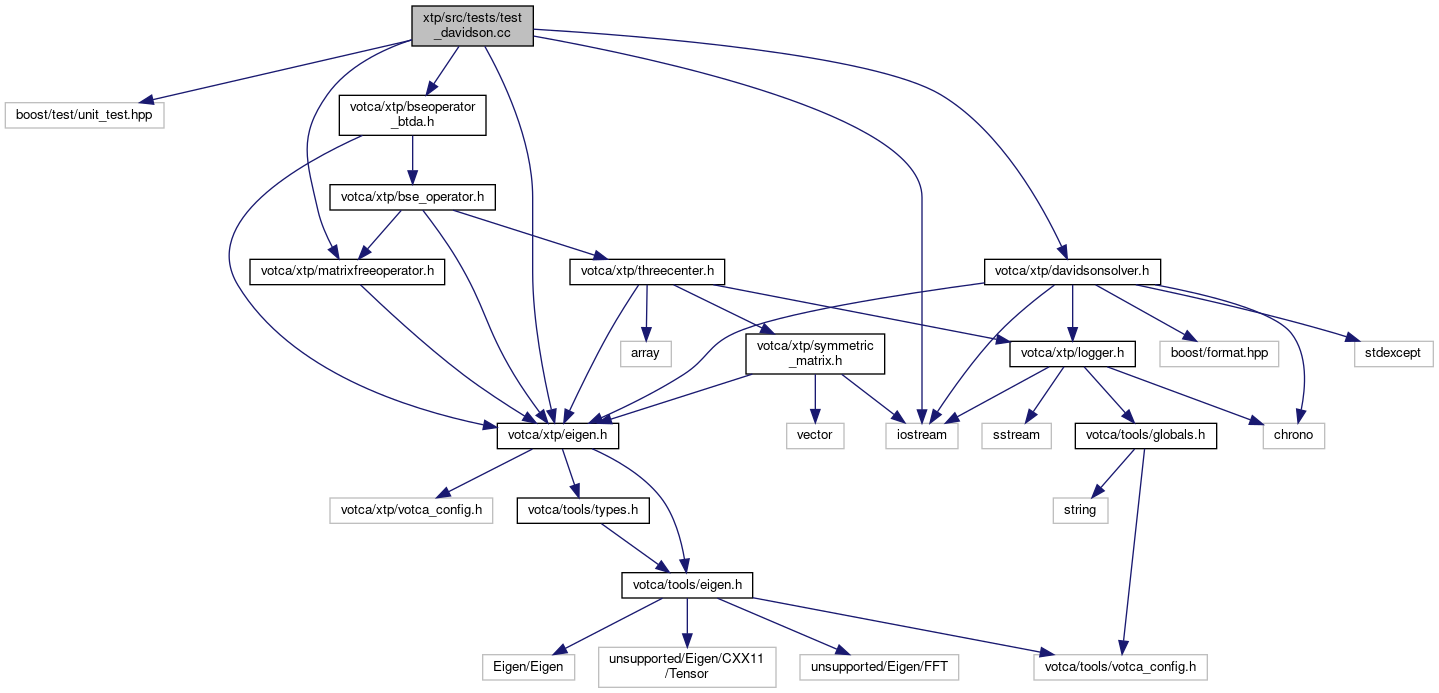 xtp/src/tests/test
_davidson.cc
boost/test/unit_test.hpp
votca/xtp/bseoperator
_btda.h
votca/xtp/bse_operator.h
votca/xtp/matrixfreeoperator.h
votca/xtp/threecenter.h
votca/xtp/davidsonsolver.h
array
votca/xtp/symmetric
_matrix.h
votca/xtp/logger.h
boost/format.hpp
stdexcept
votca/xtp/eigen.h
vector
iostream
sstream
votca/tools/globals.h
chrono
votca/xtp/votca_config.h
votca/tools/types.h
string
votca/tools/eigen.h
Eigen/Eigen
unsupported/Eigen/CXX11
/Tensor
unsupported/Eigen/FFT
votca/tools/votca_config.h